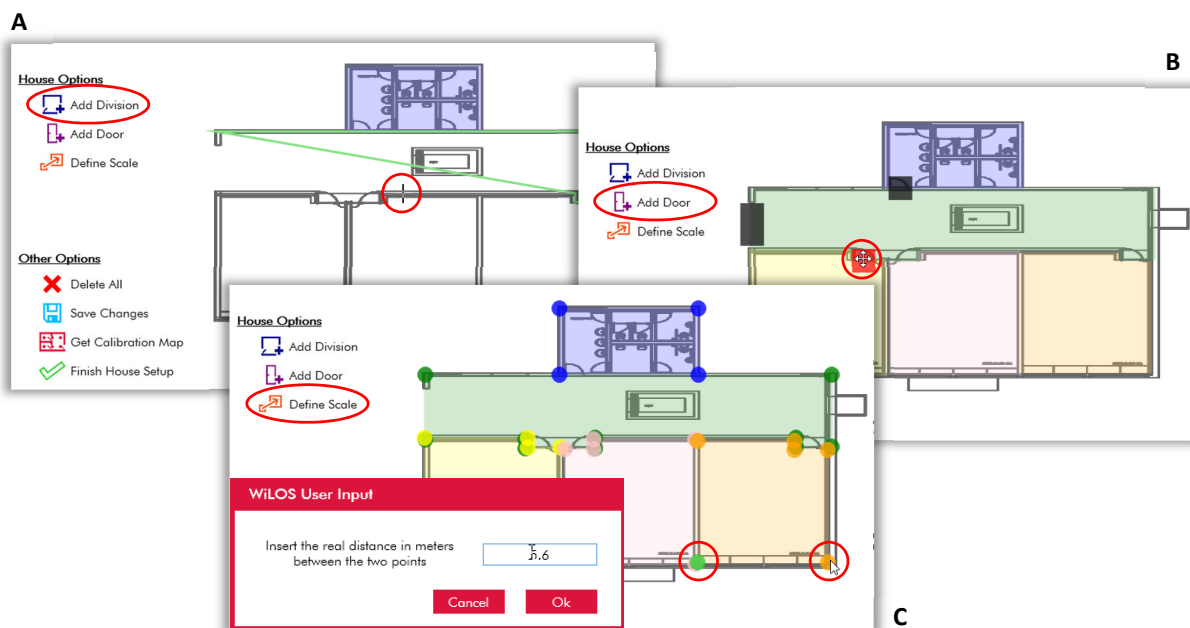 A
House Options
Add Division
Add Door
Define Scale
Other Options
Delete All
Save Changes
Get Calibration Map
Finish House Setup
B
House Options
Add Division
Add Door
Define Scale
House Options
Add Division
Add Door
Define Scale
WiLOS User Input
Insert the real distance in meters
between the two points
5.6
Cancel
Ok
C